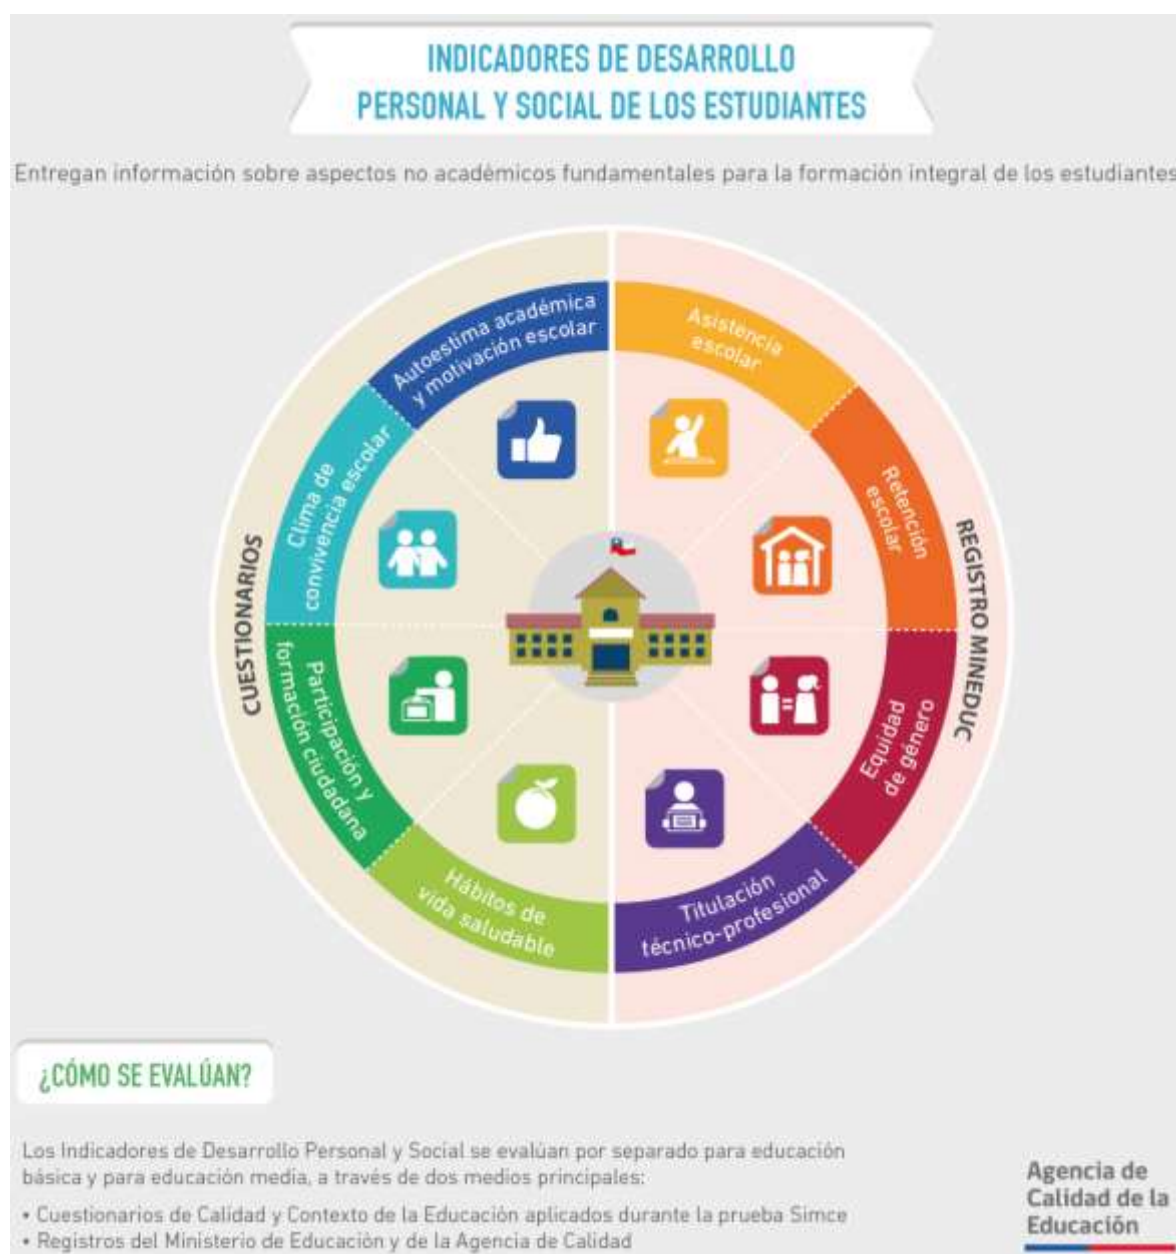 INDICADORES DE DESARROLLO
PERSONAL Y SOCIAL DE LOS ESTUDIANTES
Entregan información sobre aspectos no académicos fundamentales para la formación integral de los estudiantes
CUESTIONARIOS
Autoestima académica
y motivación escolar
Clima de
convivencia escolar
Participación y
formación ciudadana
Hábitos de
vida saludable
REGISTRO MINEDUC
Asistencia
escolar
Retención
escolar
Equidad
de género
Titulación
técnico-profesional
¿CÓMO SE EVALÚAN?
Los Indicadores de Desarrollo Personal y Social se evalúan por separado para educación
básica y para educación media, a través de dos medios principales:
• Cuestionarios de Calidad y Contexto de la Educación aplicados durante la prueba Simce
• Registros del Ministerio de Educación y de la Agencia de Calidad
Agencia de
Calidad de la
Educación